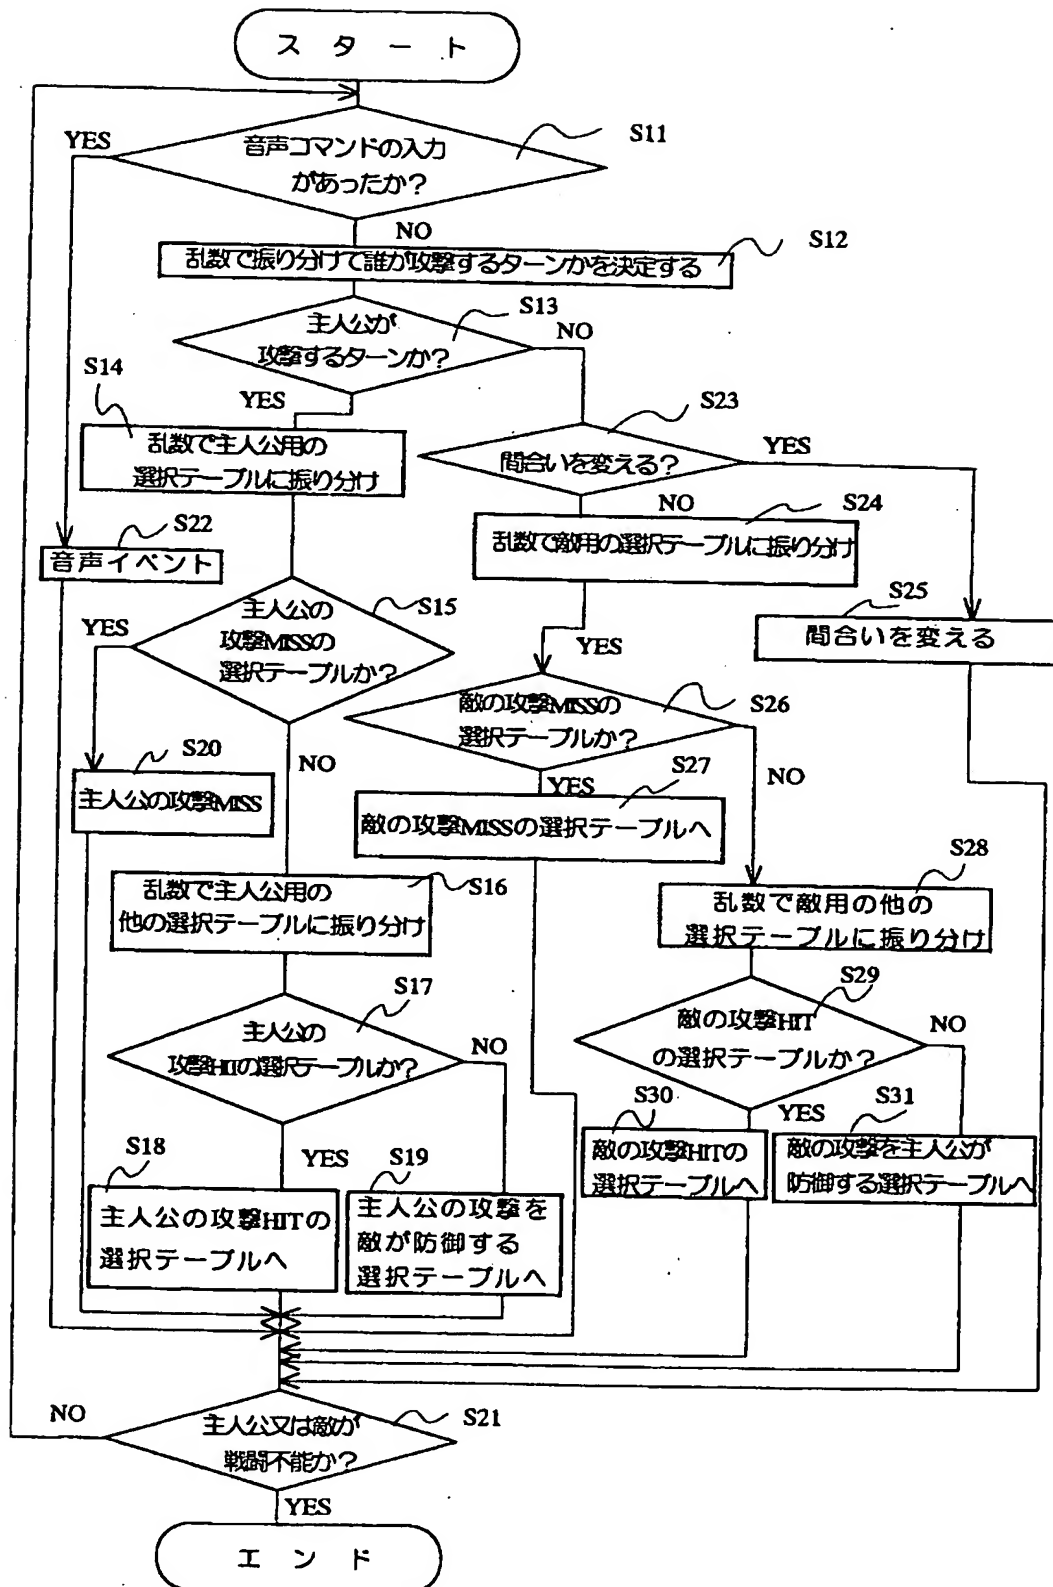 スタート
S11
YES
音声コマンドの入力
があったか?
NO
S12
乱数で振り分けて誰が攻撃するターンかを決定する
S13
主人公が
攻撃するターンか?
NO
S14
YES
S23
乱数で主人公用の
選択テーブルに振り分け
間合いを変える?
YES
NO
S24
S22
乱数で敵用の選択テーブルに振り分け
音声イベント
S25
S15
主人公の
攻撃MISSの
選択テーブルか?
YES
間合いを変える
YES
S26
敵の攻撃MISSの
選択テーブルか?
S20
NO
S27
NO
主人公の攻撃MISS
YES
敵の攻撃MISSの選択テーブルへ
S28
S16
乱数で主人公用の
他の選択テーブルに振り分け
乱数で敵用の他の
選択テーブルに振り分け
S17
S29
主人公の
攻撃HITの選択テーブルか?
NO
敵の攻撃HIT
の選択テーブルか?
NO
S30
YES
S31
S18
YES
S19
敵の攻撃HITの
選択テーブルへ
敵の攻撃を主人公が
防御する選択テーブルへ
主人公の攻撃HITの
選択テーブルへ
主人公の攻撃を
敵が防御する
選択テーブルへ
NO
S21
主人公又は敵が
戦闘不能か?
YES
エンド